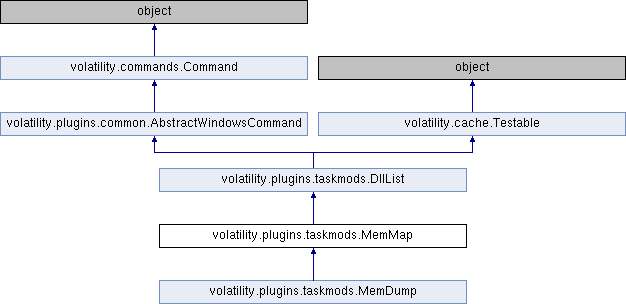 object
volatility.commands.Command
object
volatility.plugins.common.AbstractWindowsCommand
volatility.cache.Testable
volatility.plugins.taskmods.DllList
volatility.plugins.taskmods.MemMap
volatility.plugins.taskmods.MemDump